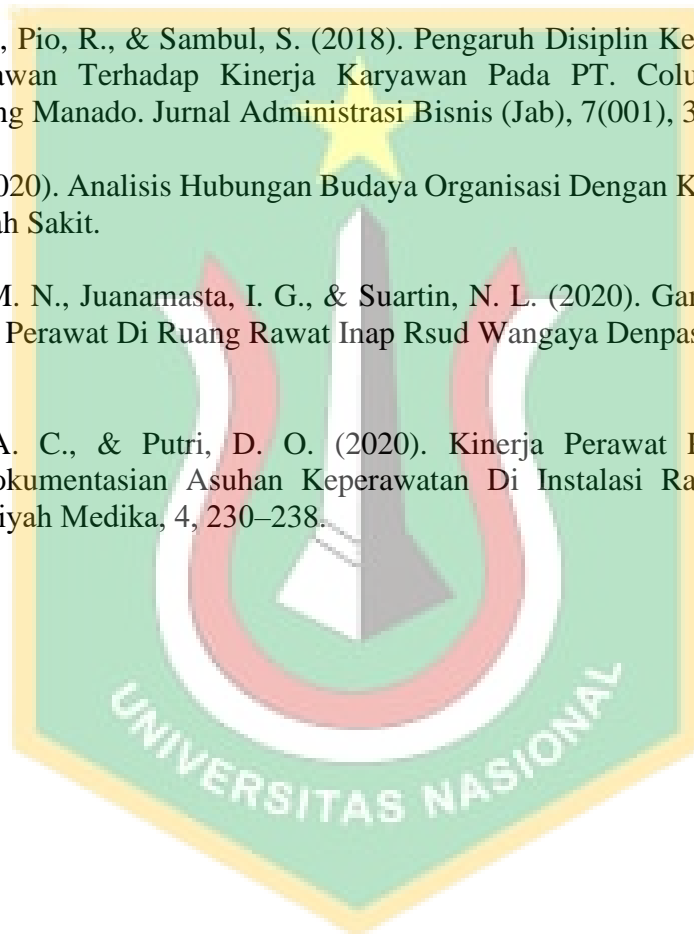 , Pio, R., & Sambul, S. (2018). Pengaruh Disiplin Ke
awan Terhadap Kinerja Karyawan Pada PT. Colu
ng Manado. Jurnal Administrasi Bisnis (Jab), 7(001), 3
020). Analisis Hubungan Budaya Organisasi Dengan K
ah Sakit.
M. N., Juanamasta, I. G., & Suartin, N. L. (2020). Gar
Perawat Di Ruang Rawat Inap Rsud Wangaya Denpas
A. C., & Putri, D. O. (2020). Kinerja Perawat
okumentasian Asuhan Keperawatan Di Instalasi Ra
iyah Medika, 4, 230–238.
UNIVERSITAS NASIONAL